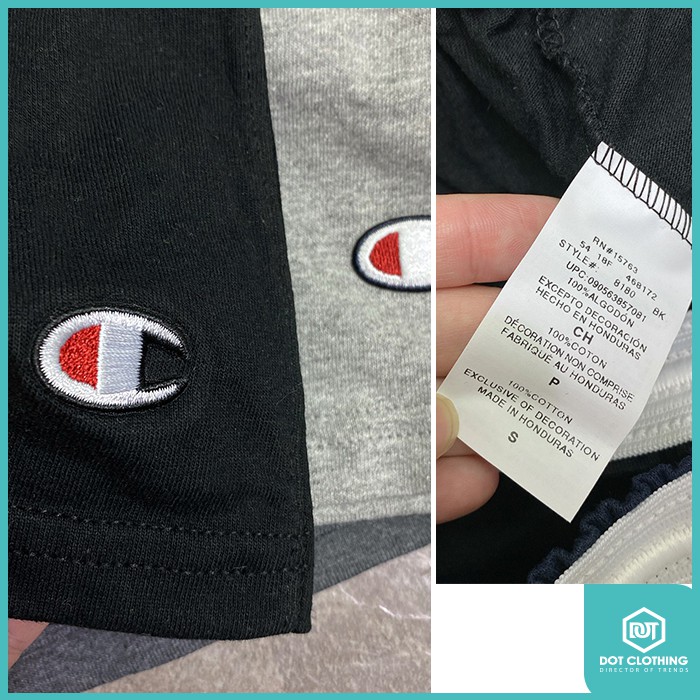 RN#15763
54 18F 468172
STYLE#: 8180 BK
UPC:090563857081
100%ALGODÓN
EXCEPTO DECORACIÓN
HECHO EN HONDURAS
CH
100%COTON
DÉCORATION NON COMPRISE
FABRIQUÉ AU HONDURAS
P
100%COTTON
EXCLUSIVE OF DECORATION
MADE IN HONDURAS
S
DOT
DOT CLOTHING
DIRECTOR OF TRENDS